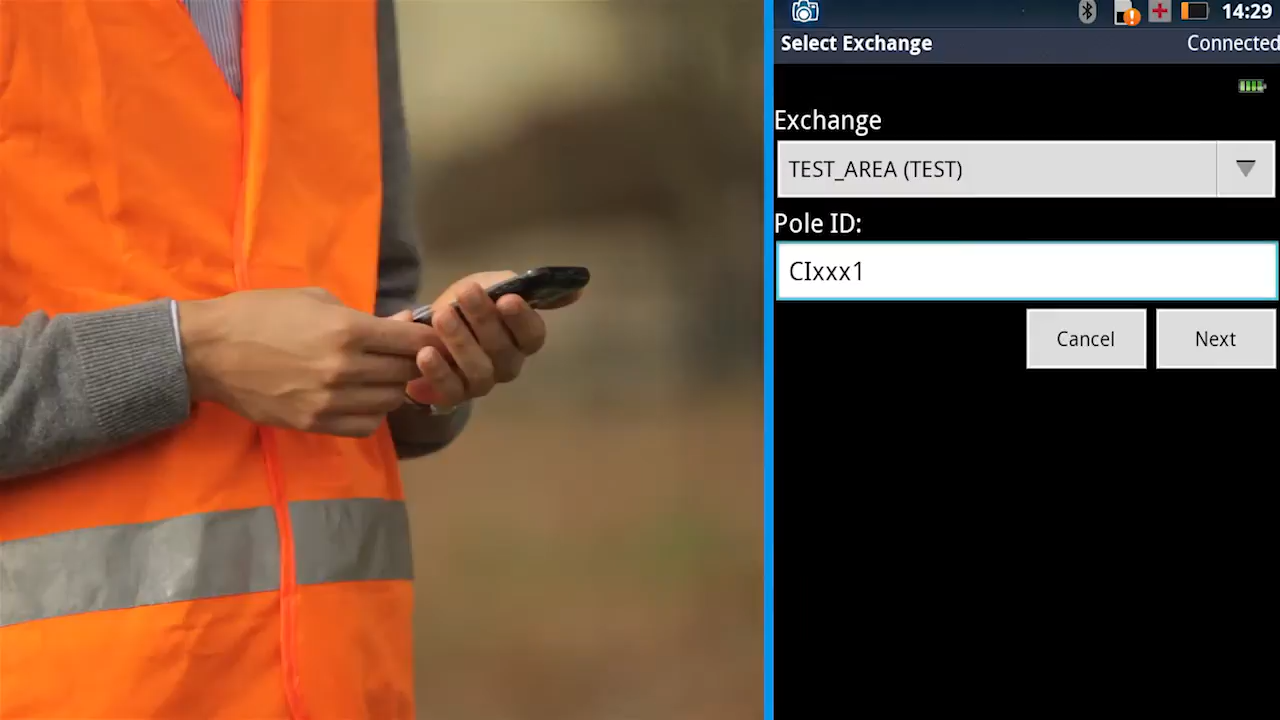 14:29
Select Exchange Connected
Exchange
TEST_AREA (TEST)
Pole ID:
CIxxx1
Cancel Next